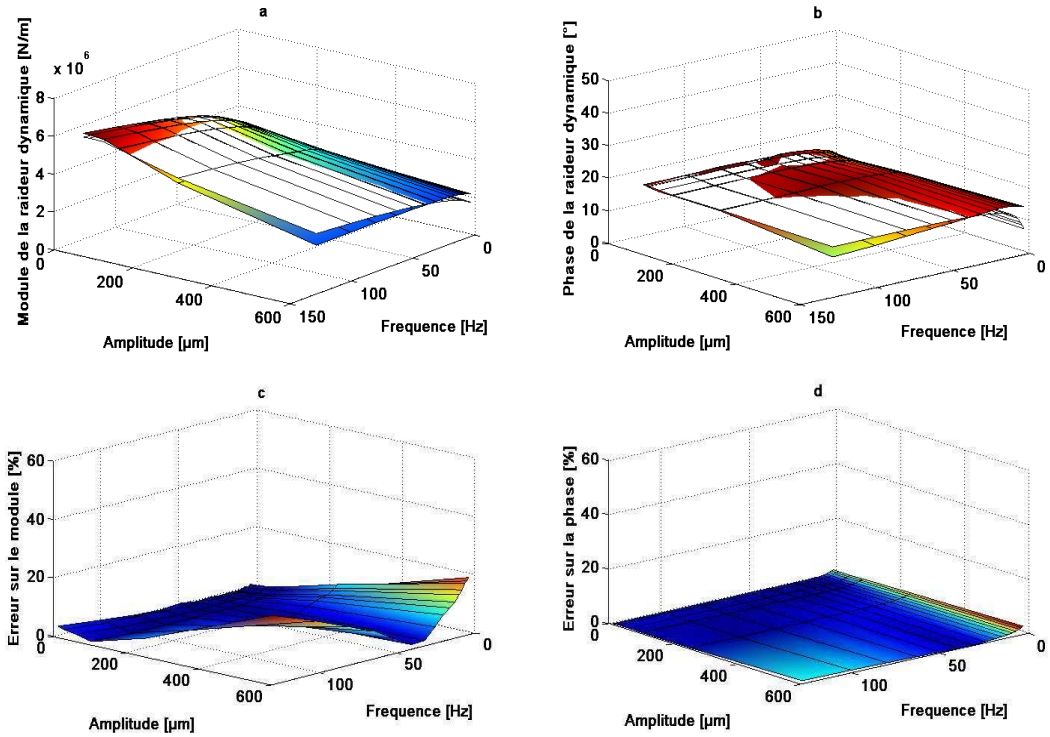 a
Module de la raideur dynamique [N/m]
x 10^6
8
6
4
2
0
0
200
400
600
Amplitude [µm]
150
100
50
0
Frequence [Hz]
b
Phase de la raideur dynamique [°]
50
40
30
20
10
0
0
200
400
600
Amplitude [µm]
150
100
50
0
Frequence [Hz]
c
Erreur sur le module [%]
60
40
20
0
0
200
400
600
Amplitude [µm]
100
50
0
Frequence [Hz]
d
Erreur sur la phase [%]
60
40
20
0
0
200
400
600
Amplitude [µm]
100
50
0
Frequence [Hz]